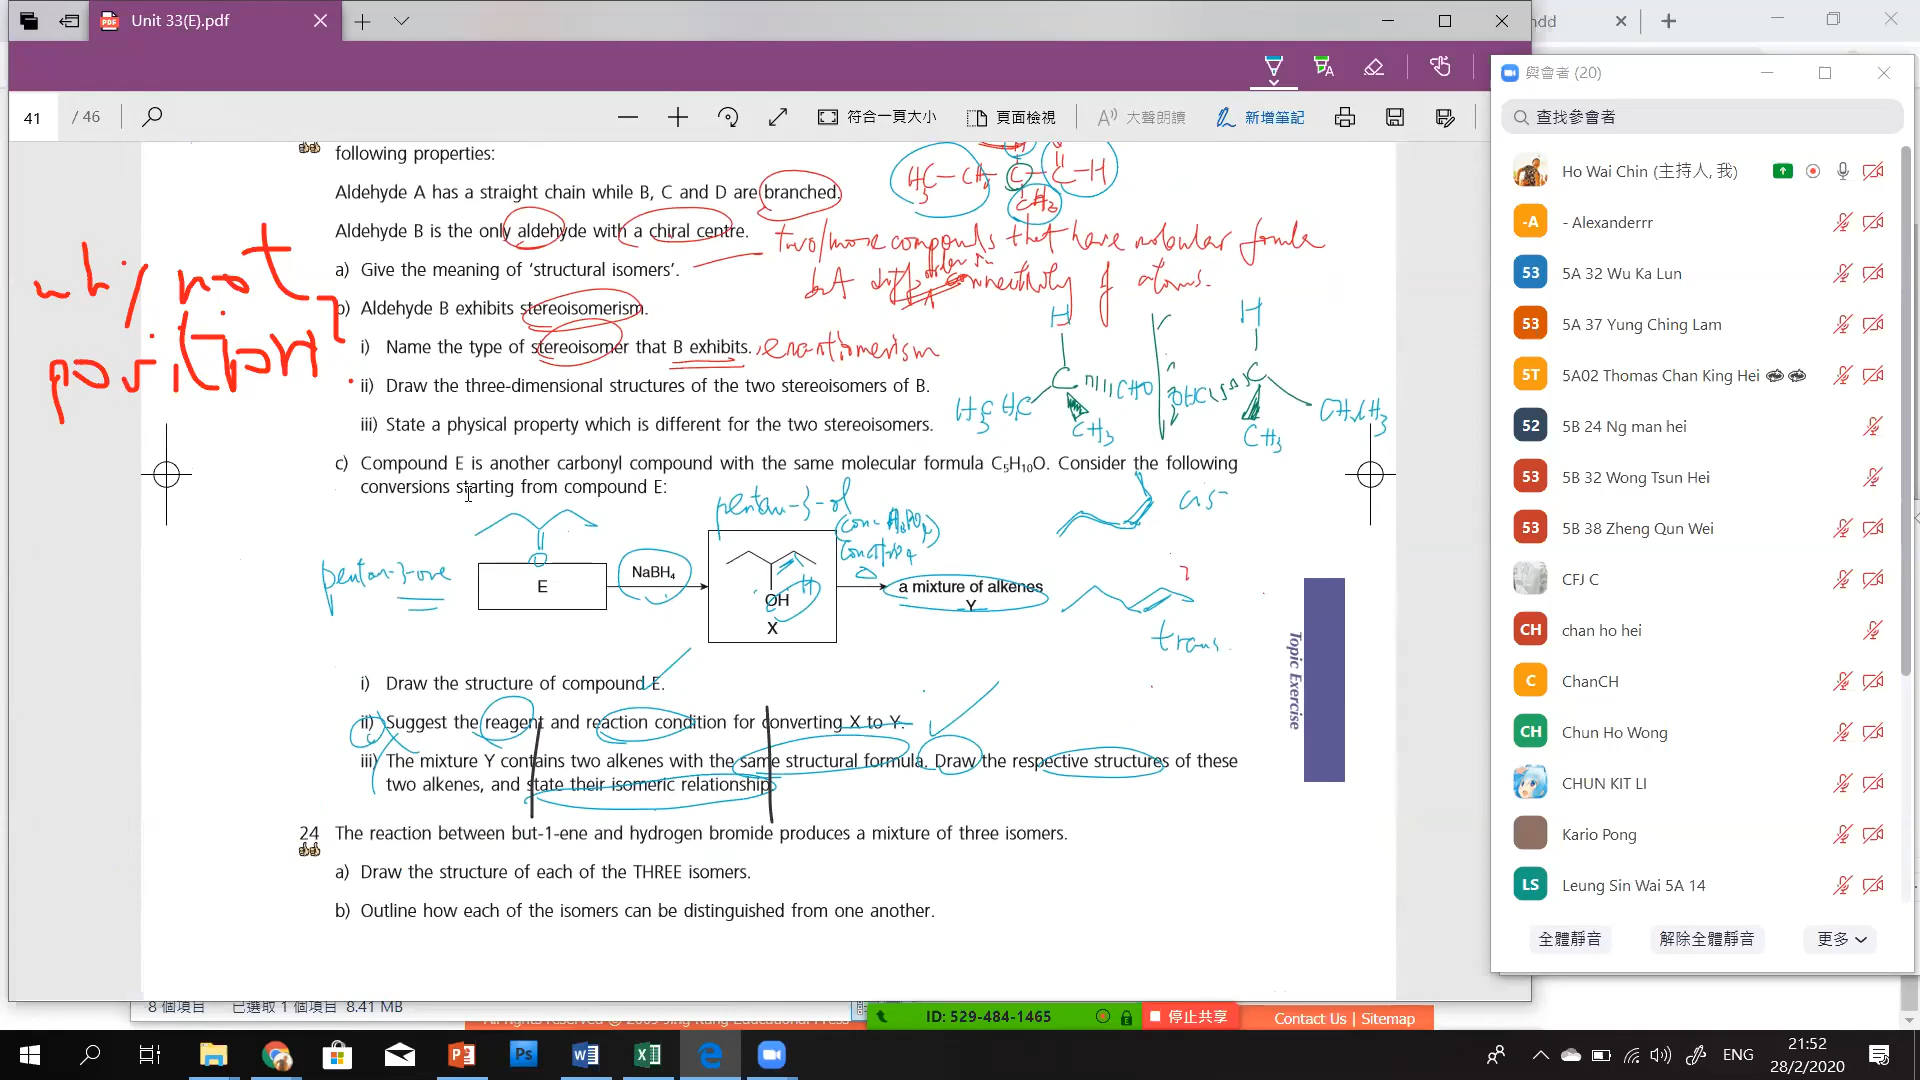 ndd
Unit 33(E).pdf
41 / 46
符合一頁大小
頁面檢視
大聲朗讀
新增筆記
following properties:
Aldehyde A has a straight chain while B, C and D are branched.
Aldehyde B is the only aldehyde with a chiral centre.
two/more compounds that have
a) Give the meaning of ‘structural isomers’.
of atoms.
why not
position?
b) Aldehyde B exhibits stereoisomerism.
i) Name the type of stereoisomer that B exhibits.
ii) Draw the three-dimensional structures of the two stereoisomers of B.
iii) State a physical property which is different for the two stereoisomers.
H
H
C
C
CHO
CH3
CH3
c) Compound E is another carbonyl compound with the same molecular formula C₅H₁₀O. Consider the following
conversions starting from compound E:
pentan-3-ol
cis-
pentan-3-one
O
E
NaBH₄
OH
H
X
a mixture of alkenes
Y
trans
i) Draw the structure of compound E.
ii) Suggest the reagent and reaction condition for converting X to Y.
iii) The mixture Y contains two alkenes with the same structural formula. Draw the respective structures of these
two alkenes, and state their isomeric relationship.
24 The reaction between but-1-ene and hydrogen bromide produces a mixture of three isomers.
a) Draw the structure of each of the THREE isomers.
b) Outline how each of the isomers can be distinguished from one another.
Topic Exercise
與會者 (20)
查找參會者
Ho Wai Chin (主持人, 我)
-A - Alexanderrr
53 5A 32 Wu Ka Lun
53 5A 37 Yung Ching Lam
5T 5A02 Thomas Chan King Hei
52 5B 24 Ng man hei
53 5B 32 Wong Tsun Hei
53 5B 38 Zheng Qun Wei
CFJ C
CH chan ho hei
C ChanCH
CH Chun Ho Wong
CHUN KIT LI
Kario Pong
LS Leung Sin Wai 5A 14
全體靜音
解除全體靜音
更多
8 個項目 已選取 1 個項目 8.41 MB
ID: 529-484-1465
停止共享
Contact Us | Sitemap
ENG
21:52
28/2/2020